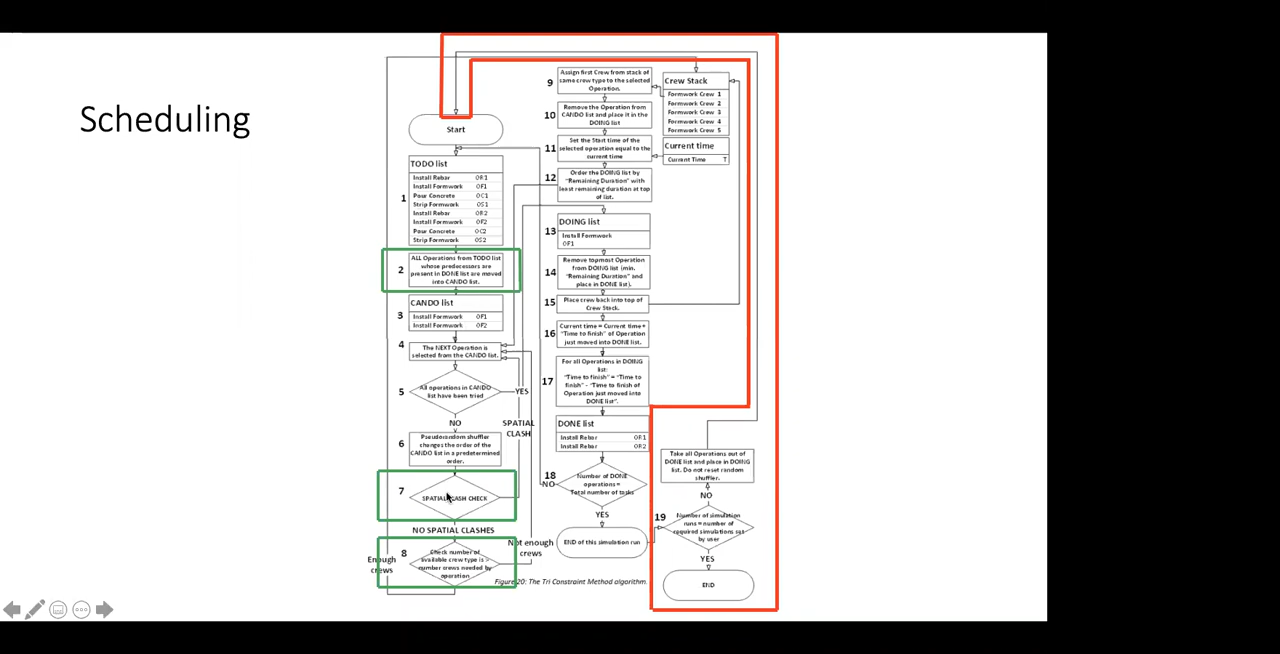 Scheduling
Start
TODO list
Install Rebar OR1
Install Formwork OF1
Pour Concrete OC1
Strip Formwork OS1
Install Rebar OR2
Install Formwork OF2
Pour Concrete OC2
Strip Formwork OS2
1
2
ALL Operations from TODO list
whose predecessors are
present in DONE list are moved
into CANDO list.
CANDO list
3
Install Formwork OF1
Install Formwork OF2
4
The NEXT Operation is
selected from the CANDO list.
5
All operations in CANDO
list have been tried
YES
NO
SPATIAL
CLASH
6
Pseudorandom shuffler
changes the order of the
CANDO list in a predetermined
order.
7
SPATIAL CASH CHECK
NO SPATIAL CLASHES
8
Check number of
available crew type is >
number crews needed by
operation
Enough
crews
Not enough
crews
9
Assign first Crew from stack of
same crew type to the selected
Operation.
10
Remove the Operation from
CANDO list and place it in the
DOING list
11
Set the Start time of the
selected operation equal to the
current time
12
Order the DOING list by
"Remaining Duration" with
least remaining duration at top
of list.
DOING list
13
Install Formwork
OF1
14
Remove topmost Operation
from DOING list (min.
"Remaining Duration" and
place in DONE list).
15
Place crew back into top of
Crew Stack.
16
Current time = Current time+
"Time to finish" of Operation
just moved into DONE list.
17
For all Operations in DOING
list:
"Time to finish" = "Time to
finish" - "Time to finish of
Operation just moved into
DONE list".
DONE list
Install Rebar OR1
Install Rebar OR2
18
NO
Number of DONE
operations =
Total number of tasks
YES
END of this simulation run
Crew Stack
Formwork Crew 1
Formwork Crew 2
Formwork Crew 3
Formwork Crew 4
Formwork Crew 5
Current time
Current Time T
Take all Operations out of
DONE list and place in DOING
list. Do not reset random
shuffler.
NO
19
Number of simulation
runs = number of
required simulations set
by user
YES
END
Figure 20: The Tri Constraint Method algorithm.